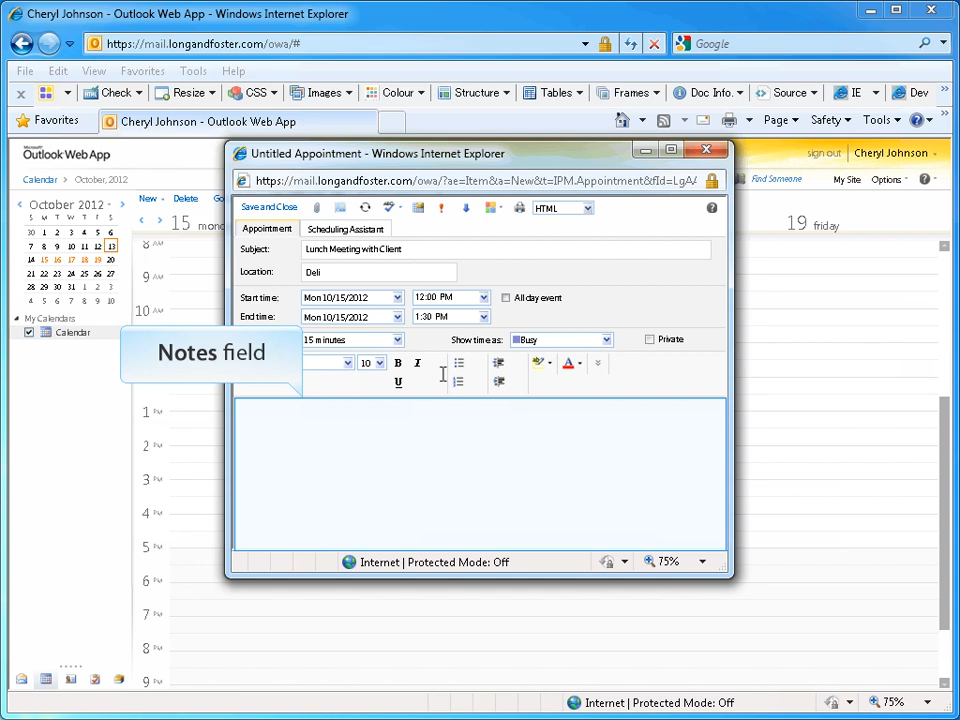 Cheryl Johnson - Outlook Web App - Windows Internet Explorer
https://mail.longandfoster.com/owa/#
Google
File Edit View Favorites Tools Help
Check Resize CSS Images Colour Structure Tables Frames Doc Info. Source IE Dev
Favorites Cheryl Johnson - Outlook Web App Page Safety Tools
Microsoft
Outlook Web App
sign out Cheryl Johnson
Calendar October, 2012
Find Someone My Site Options
October 2012
New Delete
15 19 friday
S M T W T F S
30 1 2 3 4 5 6
7 8 9 10 11 12 13
14 15 16 17 18 19 20
21 22 23 24 25 26 27
28 29 30 31 1 2 3
4 5 6 7 8 9 10
My Calendars
Calendar
8 AM
9 AM
10 AM
1 PM
2 PM
3 PM
4 PM
5 PM
6 PM
7 PM
8 PM
9 PM
Untitled Appointment - Windows Internet Explorer
https://mail.longandfoster.com/owa/?ae=Item&a=New&t=IPM.Appointment&fId=LgA/
Save and Close HTML
Appointment Scheduling Assistant
Subject: Lunch Meeting with Client
Location: Deli
Start time: Mon 10/15/2012 12:00 PM All day event
End time: Mon 10/15/2012 1:30 PM
15 minutes Show time as: Busy Private
Notes field
10 B I
U
A
Internet | Protected Mode: Off 75%
Internet | Protected Mode: Off 75%